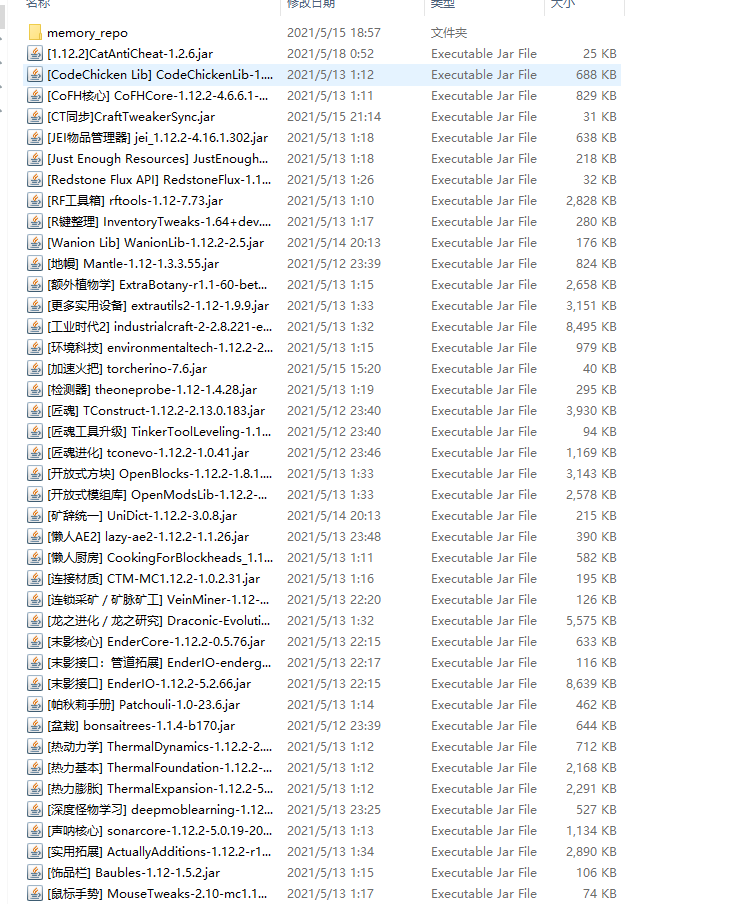 名称 修改日期 类型 大小
memory_repo 2021/5/15 18:57 文件夹
[1.12.2]CatAntiCheat-1.2.6.jar 2021/5/18 0:52 Executable Jar File 25 KB
[CodeChicken Lib] CodeChickenLib-1.... 2021/5/13 1:12 Executable Jar File 688 KB
[CoFH核心] CoFHCore-1.12.2-4.6.6.1-... 2021/5/13 1:11 Executable Jar File 829 KB
[CT同步]CraftTweakerSync.jar 2021/5/15 21:14 Executable Jar File 31 KB
[JEI物品管理器] jei_1.12.2-4.16.1.302.jar 2021/5/13 1:18 Executable Jar File 638 KB
[Just Enough Resources] JustEnough... 2021/5/13 1:18 Executable Jar File 218 KB
[Redstone Flux API] RedstoneFlux-1.1... 2021/5/13 1:26 Executable Jar File 32 KB
[RF工具箱] rftools-1.12-7.73.jar 2021/5/13 1:10 Executable Jar File 2,828 KB
[R键整理] InventoryTweaks-1.64+dev.... 2021/5/13 1:17 Executable Jar File 280 KB
[Wanion Lib] WanionLib-1.12.2-2.5.jar 2021/5/14 20:13 Executable Jar File 176 KB
[地幔] Mantle-1.12-1.3.3.55.jar 2021/5/12 23:39 Executable Jar File 824 KB
[额外植物学] ExtraBotany-r1.1-60-bet... 2021/5/13 1:15 Executable Jar File 2,658 KB
[更多实用设备] extrautils2-1.12-1.9.9.jar 2021/5/13 1:33 Executable Jar File 3,151 KB
[工业时代2] industrialcraft-2-2.8.221-e... 2021/5/13 1:32 Executable Jar File 8,495 KB
[环境科技] environmentaltech-1.12.2-2... 2021/5/13 1:15 Executable Jar File 979 KB
[加速火把] torcherino-7.6.jar 2021/5/15 15:20 Executable Jar File 40 KB
[检测器] theoneprobe-1.12-1.4.28.jar 2021/5/13 1:19 Executable Jar File 295 KB
[匠魂] TConstruct-1.12.2-2.13.0.183.jar 2021/5/12 23:40 Executable Jar File 3,930 KB
[匠魂工具升级] TinkerToolLeveling-1.1... 2021/5/12 23:40 Executable Jar File 94 KB
[匠魂进化] tconevo-1.12.2-1.0.41.jar 2021/5/12 23:46 Executable Jar File 1,169 KB
[开放式方块] OpenBlocks-1.12.2-1.8.1.... 2021/5/13 1:33 Executable Jar File 3,143 KB
[开放式模组库] OpenModsLib-1.12.2-... 2021/5/13 1:33 Executable Jar File 2,578 KB
[矿辞统一] UniDict-1.12.2-3.0.8.jar 2021/5/14 20:13 Executable Jar File 215 KB
[懒人AE2] lazy-ae2-1.12.2-1.1.26.jar 2021/5/13 23:48 Executable Jar File 390 KB
[懒人厨房] CookingForBlockheads_1.1... 2021/5/13 1:11 Executable Jar File 582 KB
[连接材质] CTM-MC1.12.2-1.0.2.31.jar 2021/5/13 1:16 Executable Jar File 195 KB
[连锁采矿 / 矿脉矿工] VeinMiner-1.12-... 2021/5/13 22:20 Executable Jar File 126 KB
[龙之进化 / 龙之研究] Draconic-Evoluti... 2021/5/13 1:32 Executable Jar File 5,575 KB
[末影核心] EnderCore-1.12.2-0.5.76.jar 2021/5/13 22:15 Executable Jar File 633 KB
[末影接口：管道拓展] EnderIO-enderg... 2021/5/13 22:17 Executable Jar File 116 KB
[末影接口] EnderIO-1.12.2-5.2.66.jar 2021/5/13 22:15 Executable Jar File 8,639 KB
[帕秋莉手册] Patchouli-1.0-23.6.jar 2021/5/13 1:14 Executable Jar File 462 KB
[盆栽] bonsaitrees-1.1.4-b170.jar 2021/5/12 23:39 Executable Jar File 644 KB
[热动力学] ThermalDynamics-1.12.2-2.... 2021/5/13 1:12 Executable Jar File 712 KB
[热力基本] ThermalFoundation-1.12.2-... 2021/5/13 1:12 Executable Jar File 2,168 KB
[热力膨胀] ThermalExpansion-1.12.2-5... 2021/5/13 1:12 Executable Jar File 2,291 KB
[深度怪物学习] deepmoblearning-1.12... 2021/5/13 23:25 Executable Jar File 527 KB
[声呐核心] sonarcore-1.12.2-5.0.19-20... 2021/5/13 1:13 Executable Jar File 1,134 KB
[实用拓展] ActuallyAdditions-1.12.2-r1... 2021/5/13 1:34 Executable Jar File 2,890 KB
[饰品栏] Baubles-1.12-1.5.2.jar 2021/5/13 1:15 Executable Jar File 106 KB
[鼠标手势] MouseTweaks-2.10-mc1.1... 2021/5/13 1:17 Executable Jar File 74 KB